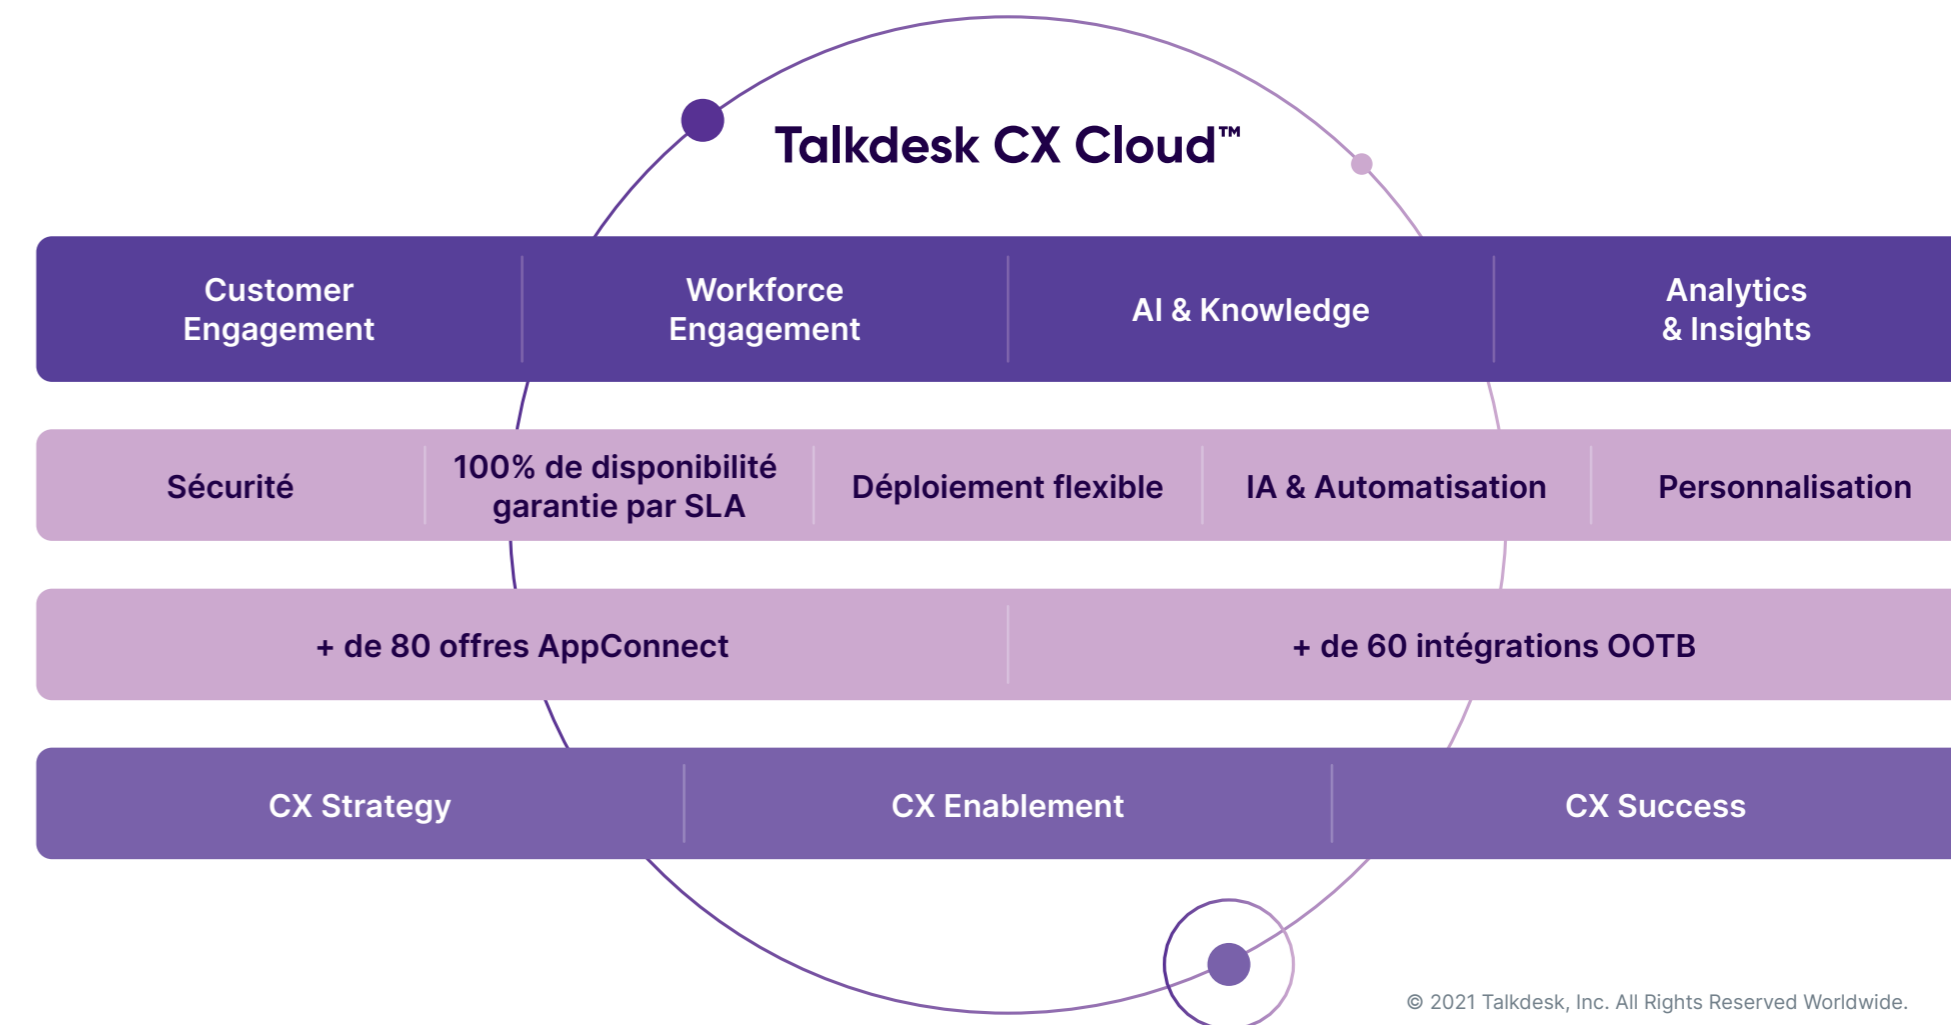 Talkdesk CX Cloud™
Customer
Engagement
Workforce
Engagement
AI & Knowledge
Analytics
& Insights
Sécurité
100% de disponibilité
garantie par SLA
Déploiement flexible
IA & Automatisation
Personnalisation
+ de 80 offres AppConnect
+ de 60 intégrations OOTB
CX Strategy
CX Enablement
CX Success
© 2021 Talkdesk, Inc. All Rights Reserved Worldwide.